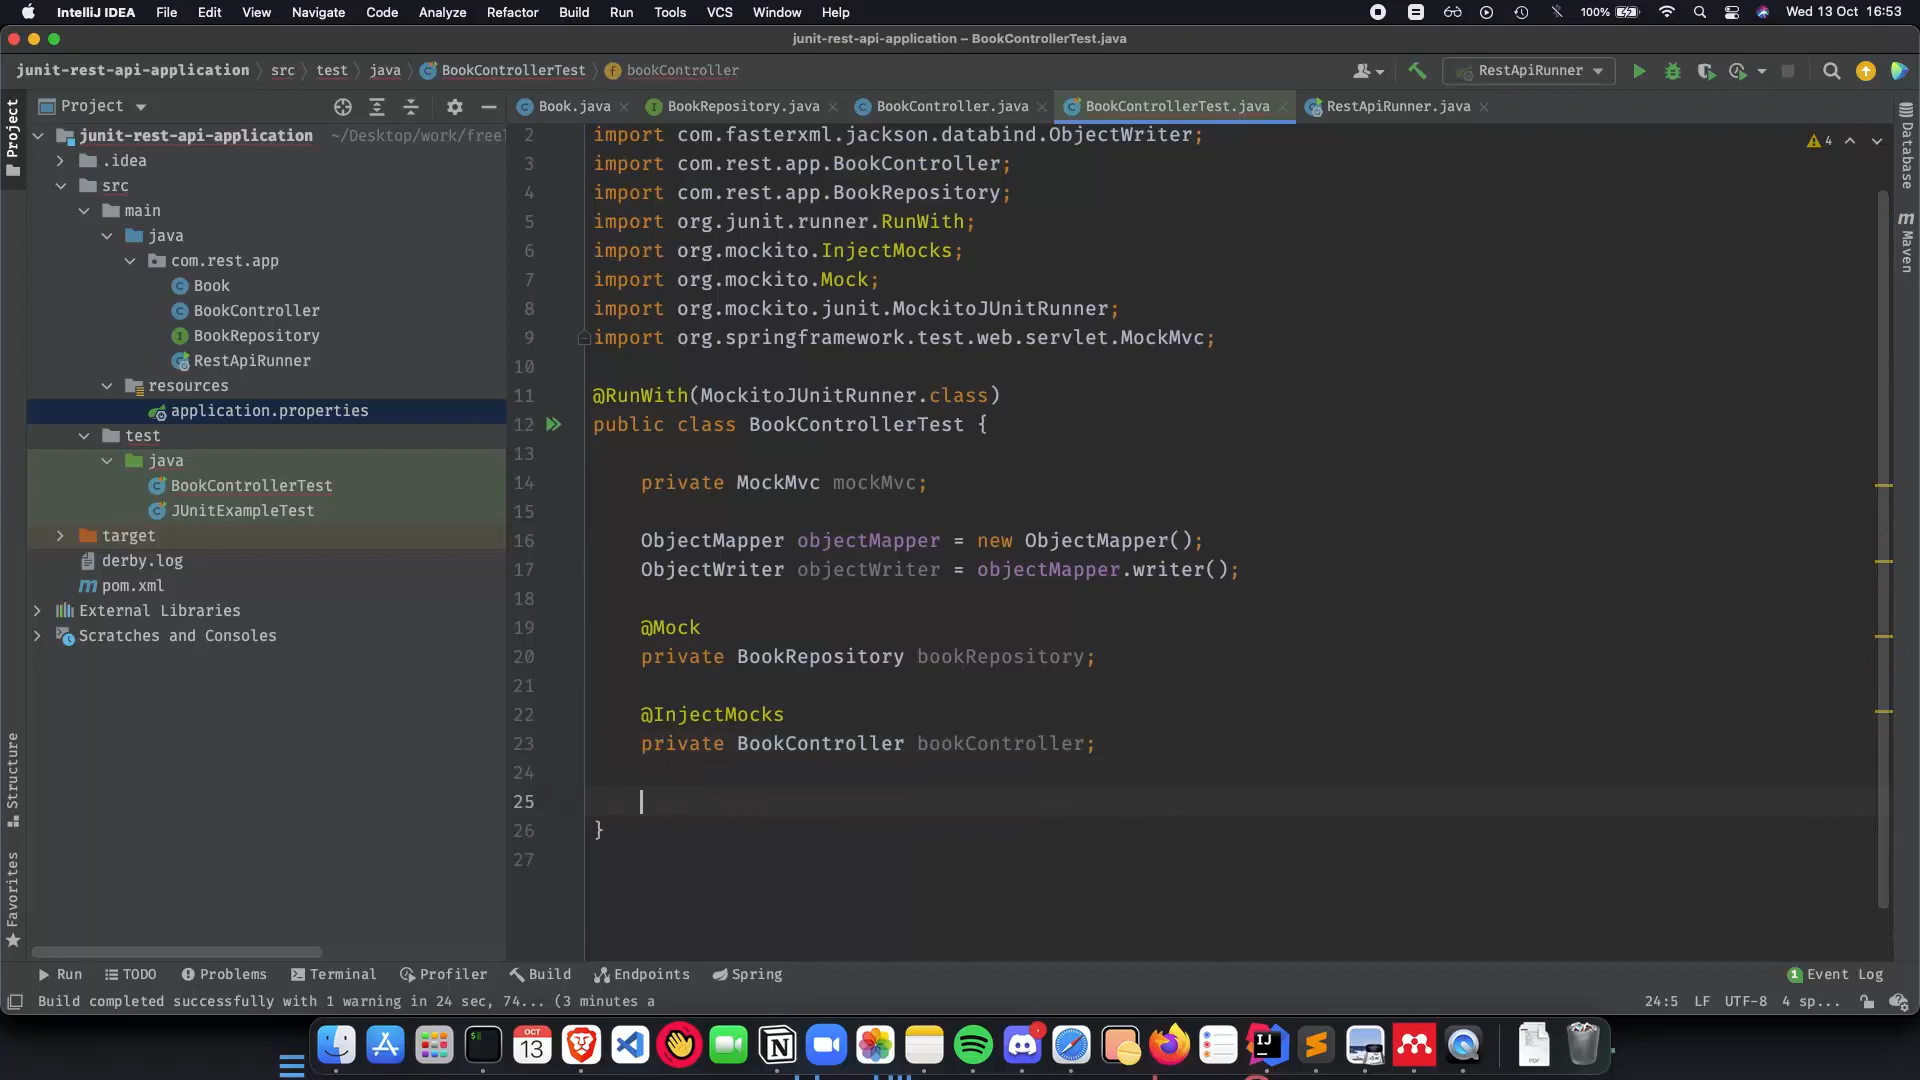 IntelliJ IDEA File Edit View Navigate Code Analyze Refactor Build Run Tools VCS Window Help 100% Wed 13 Oct 16:53
junit-rest-api-application – BookControllerTest.java
junit-rest-api-application src test java BookControllerTest bookController RestApiRunner
Project
Book.java BookRepository.java BookController.java BookControllerTest.java RestApiRunner.java
Project
Structure
Favorites
junit-rest-api-application ~/Desktop/work/free
.idea
src
main
java
com.rest.app
Book
BookController
BookRepository
RestApiRunner
resources
application.properties
test
java
BookControllerTest
JUnitExampleTest
target
derby.log
pom.xml
External Libraries
Scratches and Consoles
2 import com.fasterxml.jackson.databind.ObjectWriter;
3 import com.rest.app.BookController;
4 import com.rest.app.BookRepository;
5 import org.junit.runner.RunWith;
6 import org.mockito.InjectMocks;
7 import org.mockito.Mock;
8 import org.mockito.junit.MockitoJUnitRunner;
9 import org.springframework.test.web.servlet.MockMvc;
10
11 @RunWith(MockitoJUnitRunner.class)
12 public class BookControllerTest {
13
14 private MockMvc mockMvc;
15
16 ObjectMapper objectMapper = new ObjectMapper();
17 ObjectWriter objectWriter = objectMapper.writer();
18
19 @Mock
20 private BookRepository bookRepository;
21
22 @InjectMocks
23 private BookController bookController;
24
25
26 }
27
4
Database
Maven
Run TODO Problems Terminal Profiler Build Endpoints Spring 1 Event Log
Build completed successfully with 1 warning in 24 sec, 74... (3 minutes a 24:5 LF UTF-8 4 sp...
OCT
13
IJ
PDF